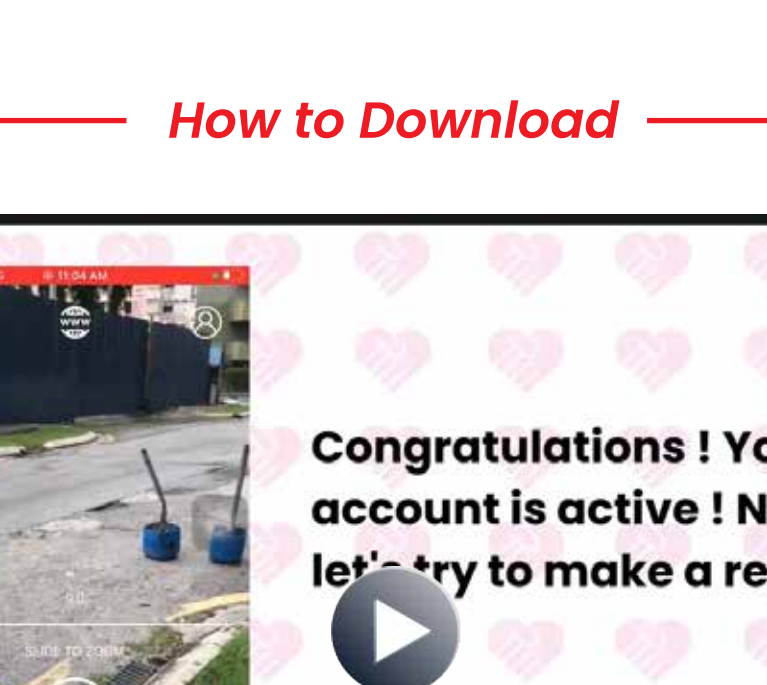 How to Download
11:04 AM
www
Congratulations ! Yo
account is active ! N
let's try to make a re
SLIDE TO ZOOM